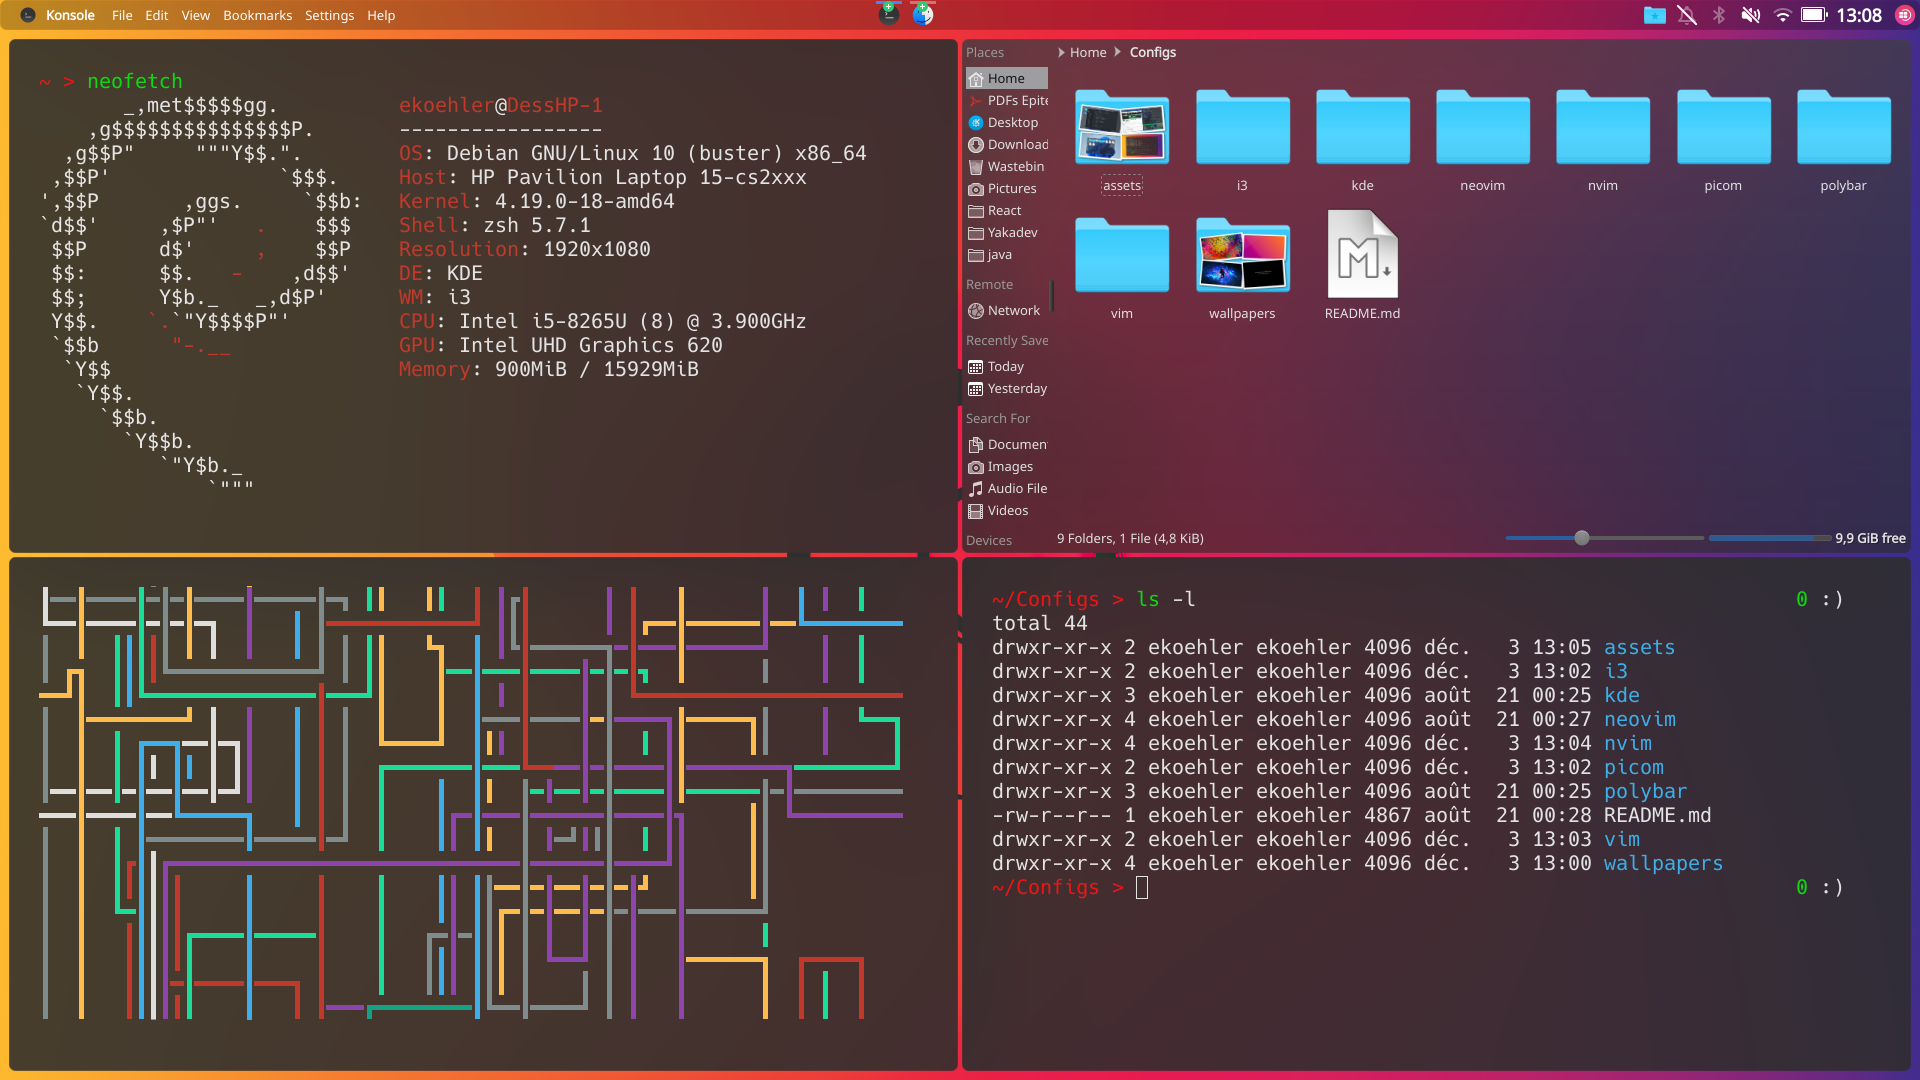 Konsole File Edit View Bookmarks Settings Help
13:08
~ > neofetch
_,met$$$$$gg.
,g$$$$$$$$$$$$$$$P.
,g$$P"     """Y$$.".
,$$P'              `$$$.
',$$P       ,ggs.     `$$b:
`d$$'     ,$P"'   .    $$$
$$P      d$'     ,    $$P
$$:      $$.   -    ,d$$'
$$;      Y$b._   _,d$P'
Y$$.    `.`"Y$$$$P"'
`$$b      "-.__
`Y$$
`Y$$.
`$$b.
`Y$$b.
`"Y$b._
`"""
ekoehler@DessHP-1
-----------------
OS: Debian GNU/Linux 10 (buster) x86_64
Host: HP Pavilion Laptop 15-cs2xxx
Kernel: 4.19.0-18-amd64
Shell: zsh 5.7.1
Resolution: 1920x1080
DE: KDE
WM: i3
CPU: Intel i5-8265U (8) @ 3.900GHz
GPU: Intel UHD Graphics 620
Memory: 900MiB / 15929MiB
Places
Home
PDFs Epite
Desktop
Download
Wastebin
Pictures
React
Yakadev
java
Remote
Network
Recently Save
Today
Yesterday
Search For
Documen
Images
Audio File
Videos
Devices
Home Configs
assets i3 kde neovim nvim picom polybar
vim wallpapers README.md
9 Folders, 1 File (4,8 KiB)
9,9 GiB free
~/Configs > ls -l 0 :)
total 44
drwxr-xr-x 2 ekoehler ekoehler 4096 déc.   3 13:05 assets
drwxr-xr-x 2 ekoehler ekoehler 4096 déc.   3 13:02 i3
drwxr-xr-x 3 ekoehler ekoehler 4096 août  21 00:25 kde
drwxr-xr-x 4 ekoehler ekoehler 4096 août  21 00:27 neovim
drwxr-xr-x 4 ekoehler ekoehler 4096 déc.   3 13:04 nvim
drwxr-xr-x 2 ekoehler ekoehler 4096 déc.   3 13:02 picom
drwxr-xr-x 3 ekoehler ekoehler 4096 août  21 00:25 polybar
-rw-r--r-- 1 ekoehler ekoehler 4867 août  21 00:28 README.md
drwxr-xr-x 2 ekoehler ekoehler 4096 déc.   3 13:03 vim
drwxr-xr-x 4 ekoehler ekoehler 4096 déc.   3 13:00 wallpapers
~/Configs > 0 :)